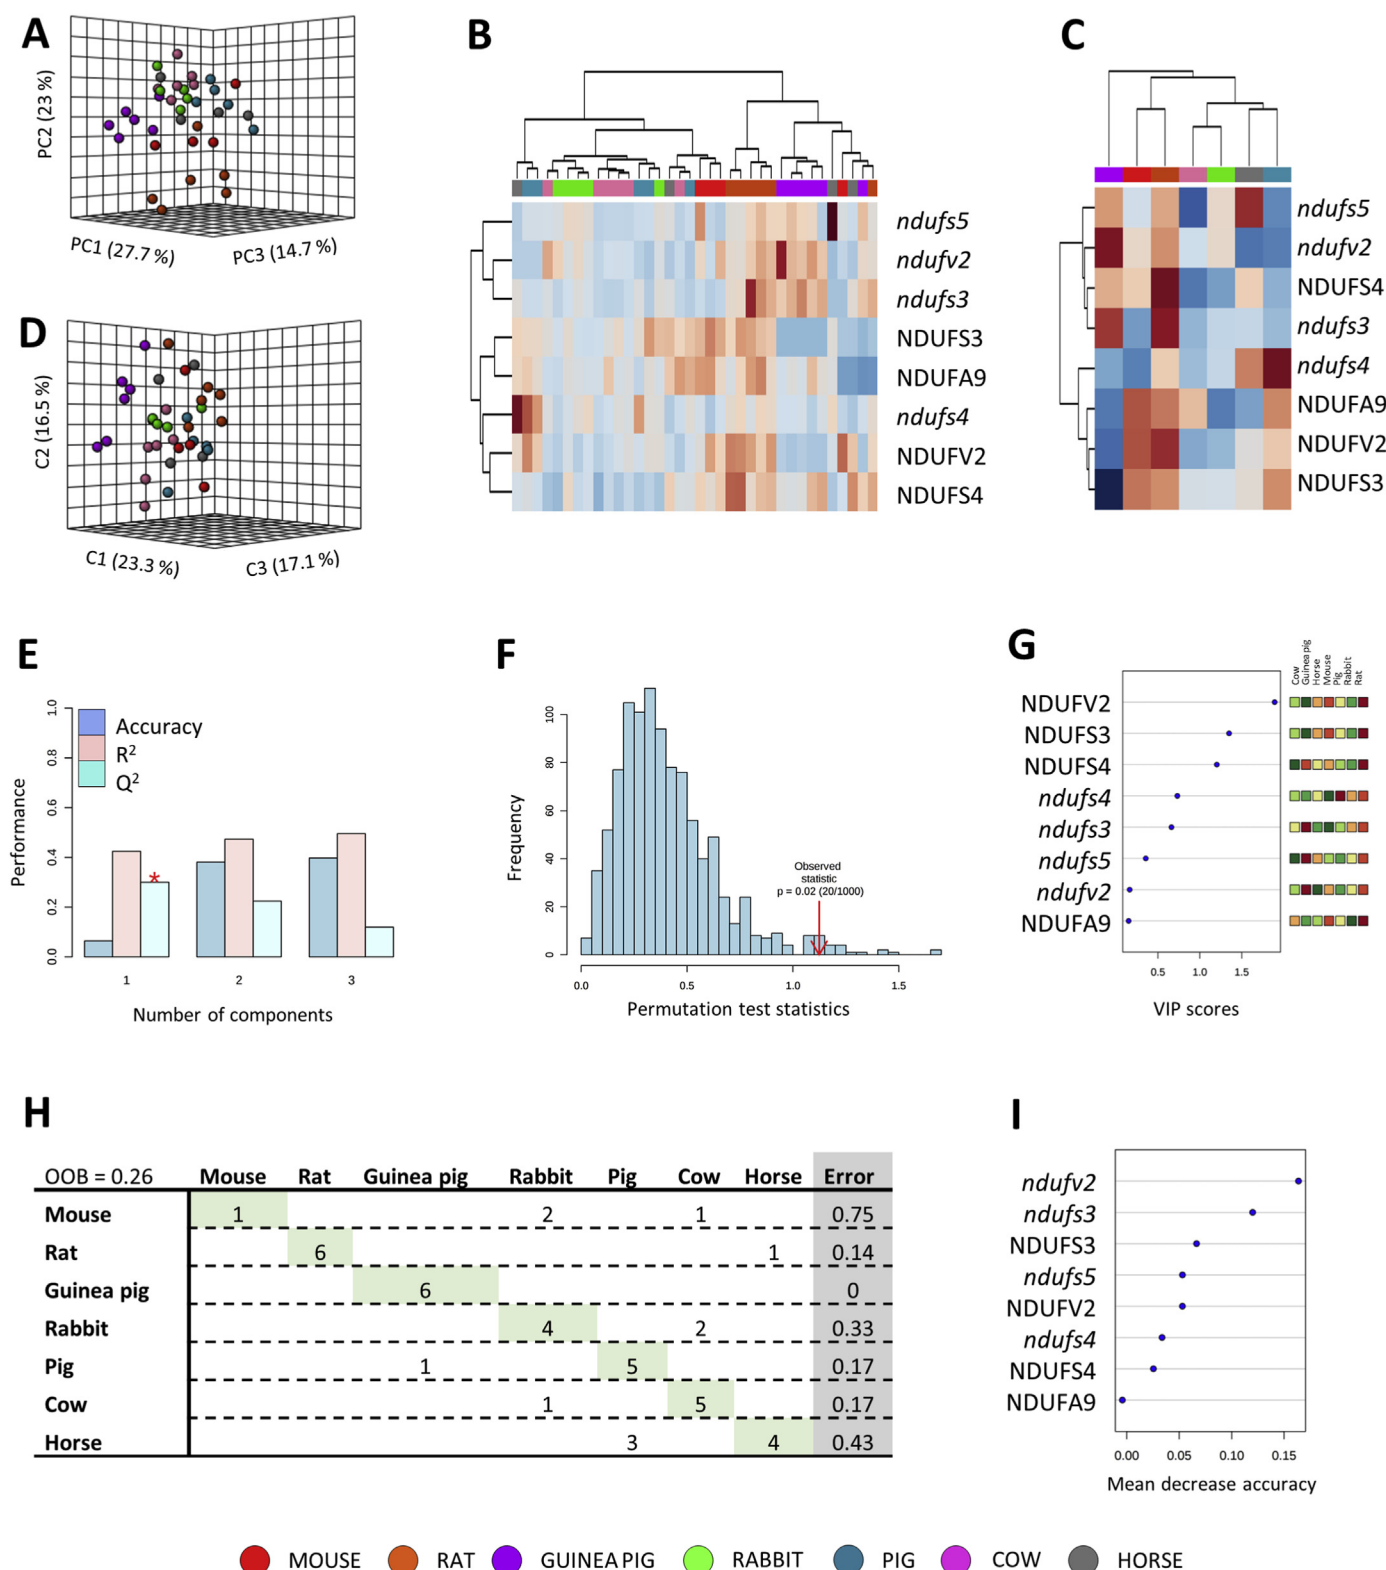 A
PC2 (23 %)
PC1 (27.7 %)
PC3 (14.7 %)
B
ndufs5
ndufv2
ndufs3
NDUFS3
NDUFA9
ndufs4
NDUFV2
NDUFS4
C
ndufs5
ndufv2
NDUFS4
ndufs3
ndufs4
NDUFA9
NDUFV2
NDUFS3
D
C2 (16.5 %)
C1 (23.3 %)
C3 (17.1 %)
E
Performance
1.0
0.8
0.6
0.4
0.2
0.0
Accuracy
R²
Q²
*
1 2 3
Number of components
F
Frequency
100
80
60
40
20
0
Observed
statistic
p = 0.02 (20/1000)
0.0 0.5 1.0 1.5
Permutation test statistics
G
Cow
Guinea pig
Horse
Mouse
Pig
Rabbit
Rat
NDUFV2
NDUFS3
NDUFS4
ndufs4
ndufs3
ndufs5
ndufv2
NDUFA9
0.5 1.0 1.5
VIP scores
H
OOB = 0.26 Mouse Rat Guinea pig Rabbit Pig Cow Horse Error
Mouse 1 2 1 0.75
Rat 6 1 0.14
Guinea pig 6 0
Rabbit 4 2 0.33
Pig 1 5 0.17
Cow 1 5 0.17
Horse 3 4 0.43
I
ndufv2
ndufs3
NDUFS3
ndufs5
NDUFV2
ndufs4
NDUFS4
NDUFA9
0.00 0.05 0.10 0.15
Mean decrease accuracy
MOUSE RAT GUINEA PIG RABBIT PIG COW HORSE